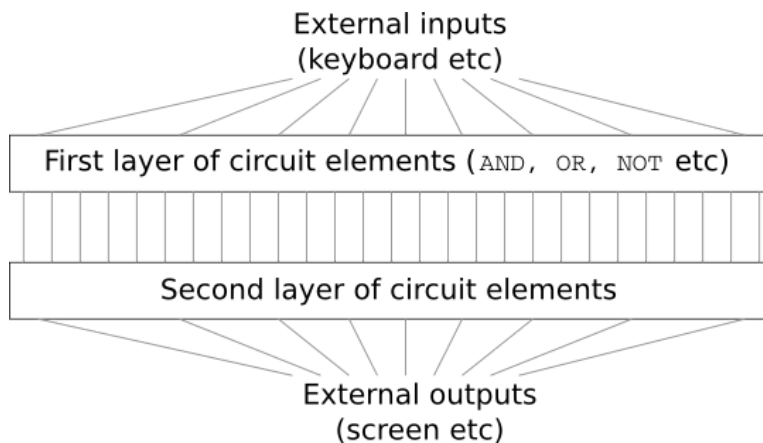 External inputs
(keyboard etc)
First layer of circuit elements (AND, OR, NOT etc)
Second layer of circuit elements
External outputs
(screen etc)